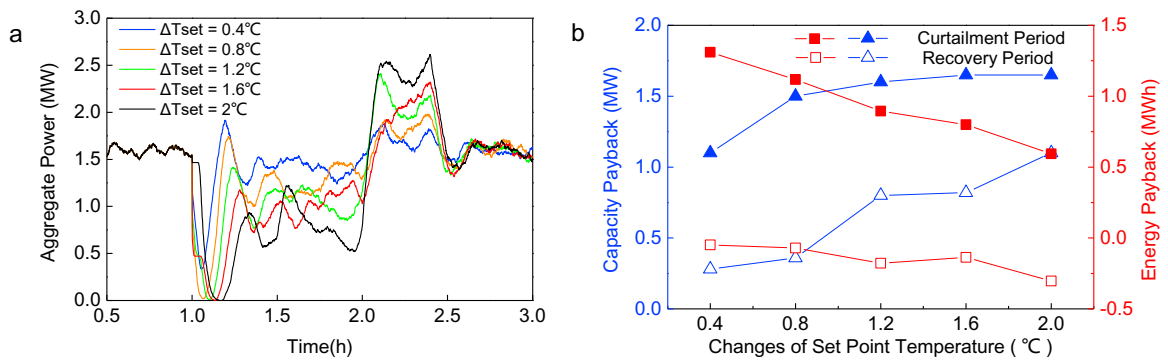 a
ΔTset = 0.4℃
ΔTset = 0.8℃
ΔTset = 1.2℃
ΔTset = 1.6℃
ΔTset = 2℃
Aggregate Power (MW)
3.0
2.5
2.0
1.5
1.0
0.5
0.0
0.5 1.0 1.5 2.0 2.5 3.0
Time(h)
b
Curtailment Period
Recovery Period
Capacity Payback (MW)
2.0
1.5
1.0
0.5
0.0
Energy Payback (MWh)
1.5
1.0
0.5
0.0
-0.5
0.4 0.8 1.2 1.6 2.0
Changes of Set Point Temperature ( ℃ )